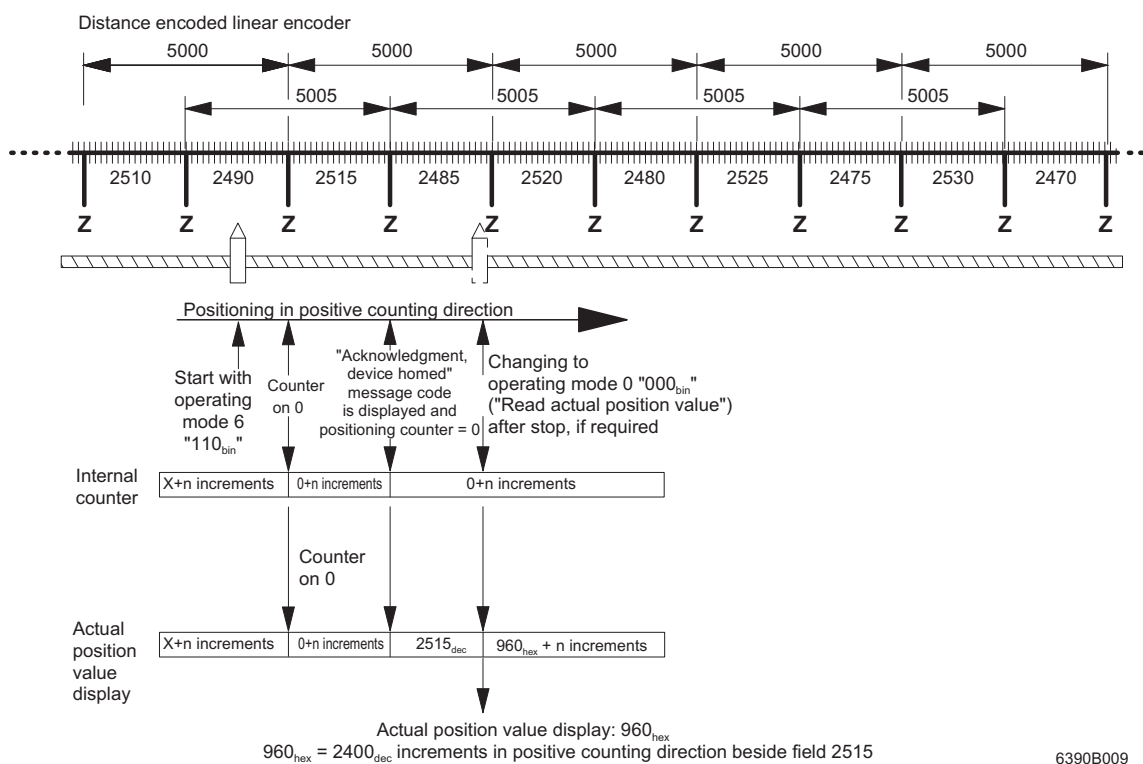 Distance encoded linear encoder
5000 5000 5000 5000 5000
5005 5005 5005 5005
2510 2490 2515 2485 2520 2480 2525 2475 2530 2470
Z Z Z Z Z Z Z Z Z Z Z
Positioning in positive counting direction
Start with
operating
mode 6
"110bin"
Counter
on 0
"Acknowledgment,
device homed"
message code
is displayed and
positioning counter = 0
Changing to
operating mode 0 "000bin"
("Read actual position value")
after stop, if required
Internal
counter
X+n increments 0+n increments 0+n increments
Counter
on 0
Actual
position
value
display
X+n increments 0+n increments 2515dec 960hex + n increments
Actual position value display: 960hex
960hex = 2400dec increments in positive counting direction beside field 2515
6390B009